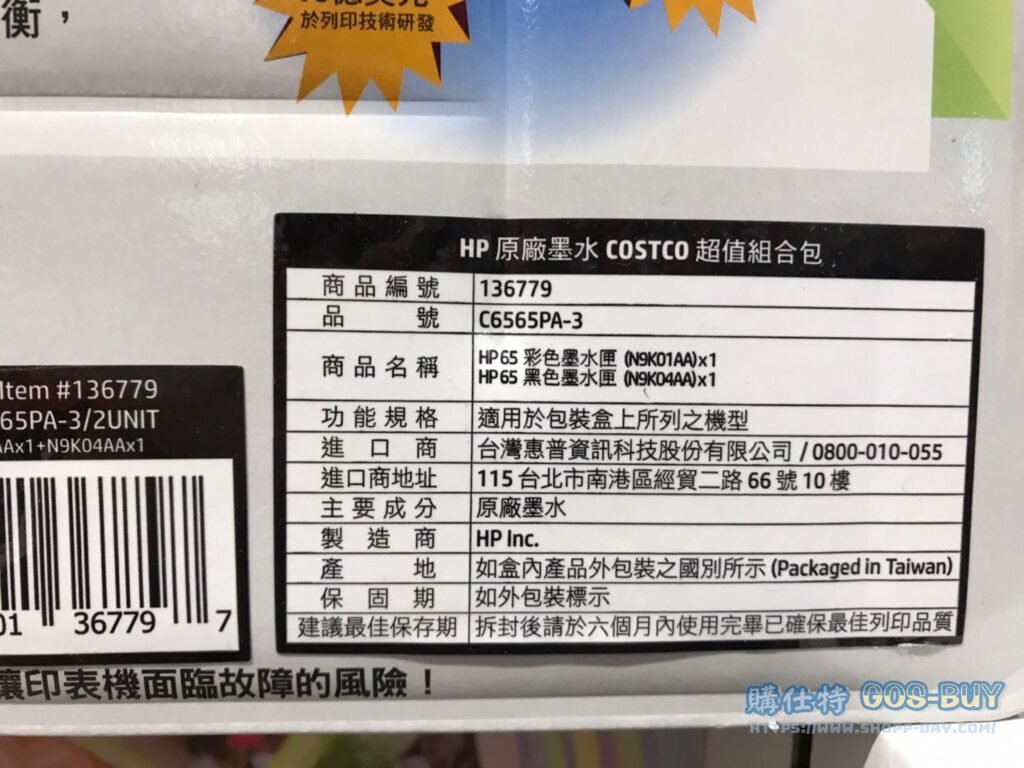 衡，
於列印技術研發
HP 原廠墨水 COSTCO 超值組合包
商品編號 136779
品號 C6565PA-3
商品名稱 HP 65 彩色墨水匣 (N9K01AA)x1
HP 65 黑色墨水匣 (N9K04AA)x1
功能規格 適用於包裝盒上所列之機型
進口商 台灣惠普資訊科技股份有限公司 / 0800-010-055
進口商地址 115 台北市南港區經貿二路 66 號 10 樓
主要成分 原廠墨水
製造商 HP Inc.
產地 如盒內產品外包裝之國別所示 (Packaged in Taiwan)
保固期 如外包裝標示
建議最佳保存期 拆封後請於六個月內使用完畢已確保最佳列印品質
Item #136779
65PA-3/2UNIT
AAx1+N9K04AAx1
01 36779 7
讓印表機面臨故障的風險！
購仕特 GOS-BUY
HTTPS://WWW.SHOPP-DAY.COM/